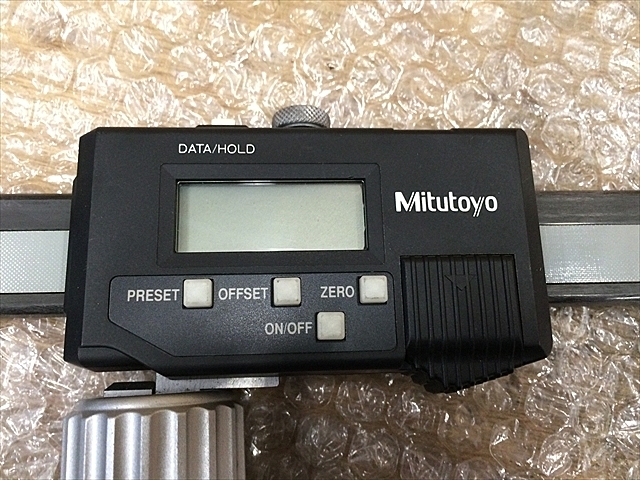 DATA/HOLD
Mitutoyo
PRESET OFFSET ZERO
ON/OFF